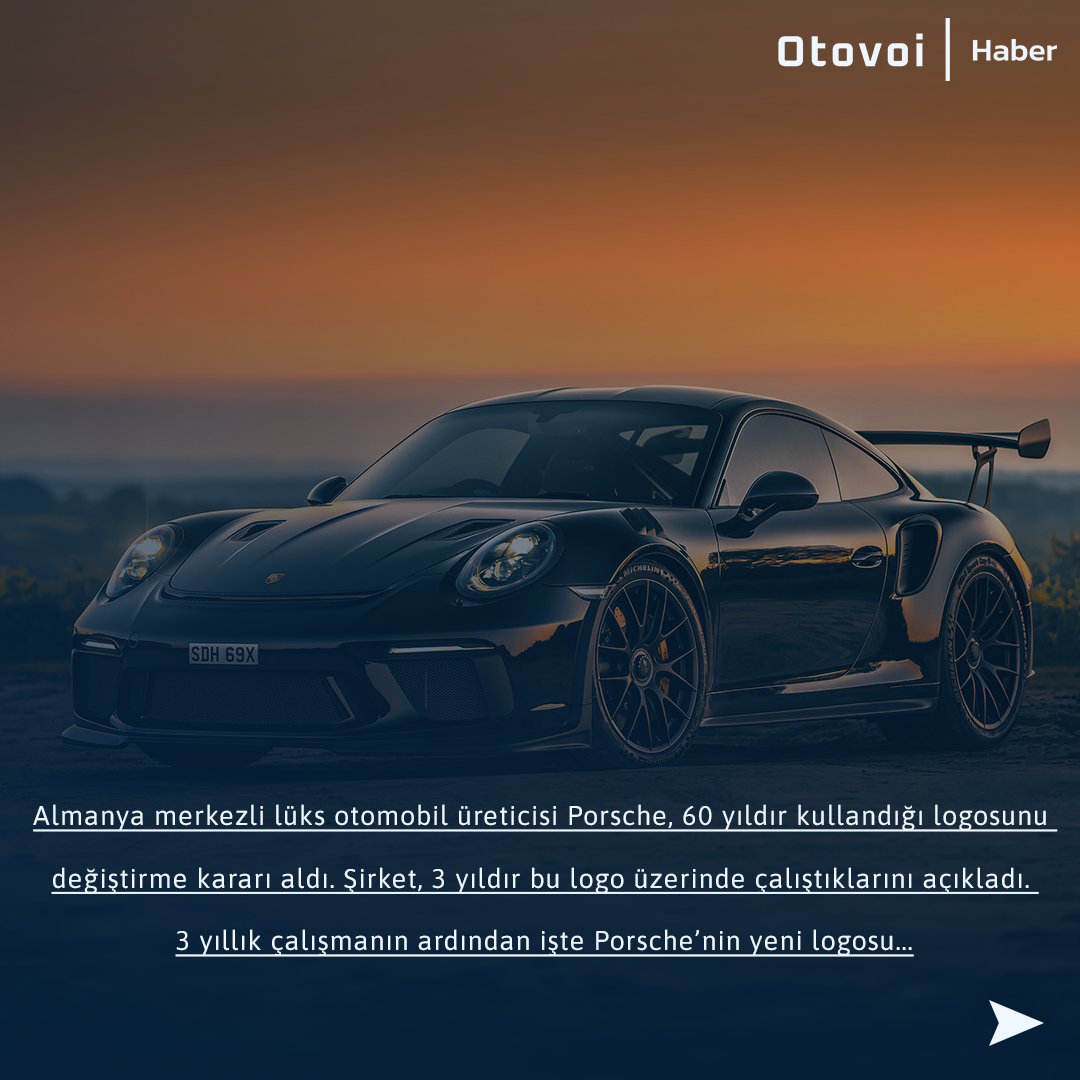 Otovoi | Haber
MICHELIN
SDH 69X
Almanya merkezli lüks otomobil üreticisi Porsche, 60 yıldır kullandığı logosunu
değiştirme kararı aldı. Şirket, 3 yıldır bu logo üzerinde çalıştıklarını açıkladı.
3 yıllık çalışmanın ardından işte Porsche’nin yeni logosu...